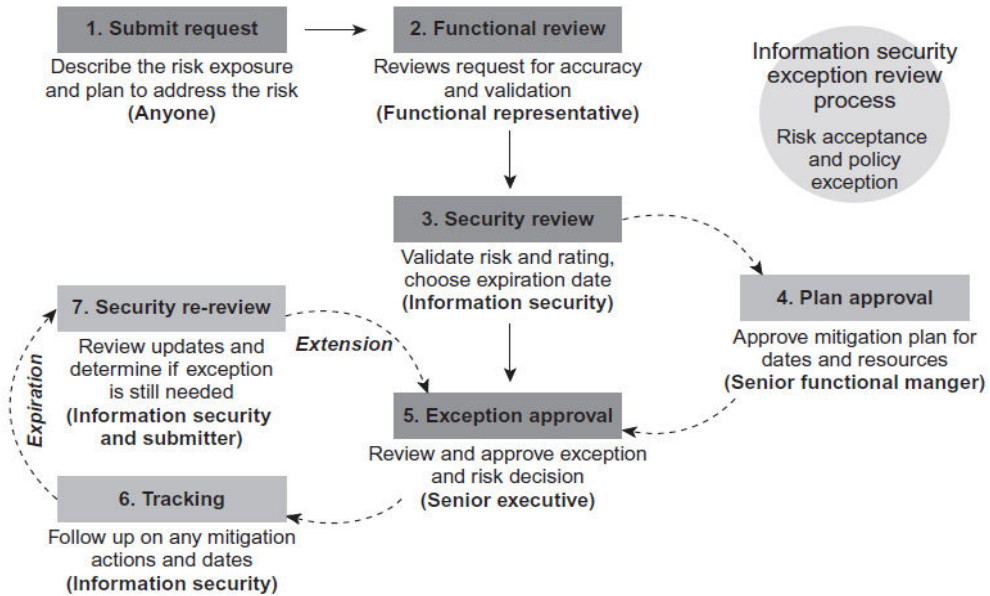 1. Submit request
Describe the risk exposure
and plan to address the risk
(Anyone)
2. Functional review
Reviews request for accuracy
and validation
(Functional representative)
Information security
exception review
process
Risk acceptance
and policy
exception
3. Security review
Validate risk and rating,
choose expiration date
(Information security)
4. Plan approval
Approve mitigation plan for
dates and resources
(Senior functional manger)
7. Security re-review
Review updates and
determine if exception
is still needed
(Information security
and submitter)
Extension
Expiration
5. Exception approval
Review and approve exception
and risk decision
(Senior executive)
6. Tracking
Follow up on any mitigation
actions and dates
(Information security)